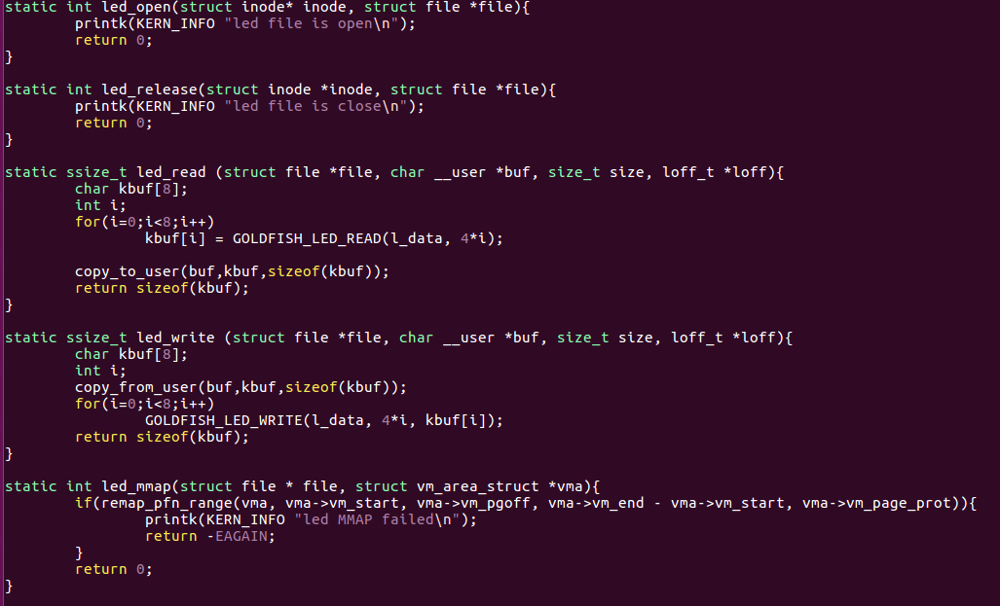 static int led_open(struct inode* inode, struct file *file){
        printk(KERN_INFO "led file is open\n");
        return 0;
}

static int led_release(struct inode *inode, struct file *file){
        printk(KERN_INFO "led file is close\n");
        return 0;
}

static ssize_t led_read (struct file *file, char __user *buf, size_t size, loff_t *loff){
        char kbuf[8];
        int i;
        for(i=0;i<8;i++)
                kbuf[i] = GOLDFISH_LED_READ(l_data, 4*i);

        copy_to_user(buf,kbuf,sizeof(kbuf));
        return sizeof(kbuf);
}

static ssize_t led_write (struct file *file, char __user *buf, size_t size, loff_t *loff){
        char kbuf[8];
        int i;
        copy_from_user(buf,kbuf,sizeof(kbuf));
        for(i=0;i<8;i++)
                GOLDFISH_LED_WRITE(l_data, 4*i, kbuf[i]);
        return sizeof(kbuf);
}

static int led_mmap(struct file * file, struct vm_area_struct *vma){
        if(remap_pfn_range(vma, vma->vm_start, vma->vm_pgoff, vma->vm_end - vma->vm_start, vma->vm_page_prot)){
                printk(KERN_INFO "led MMAP failed\n");
                return -EAGAIN;
        }
        return 0;
}